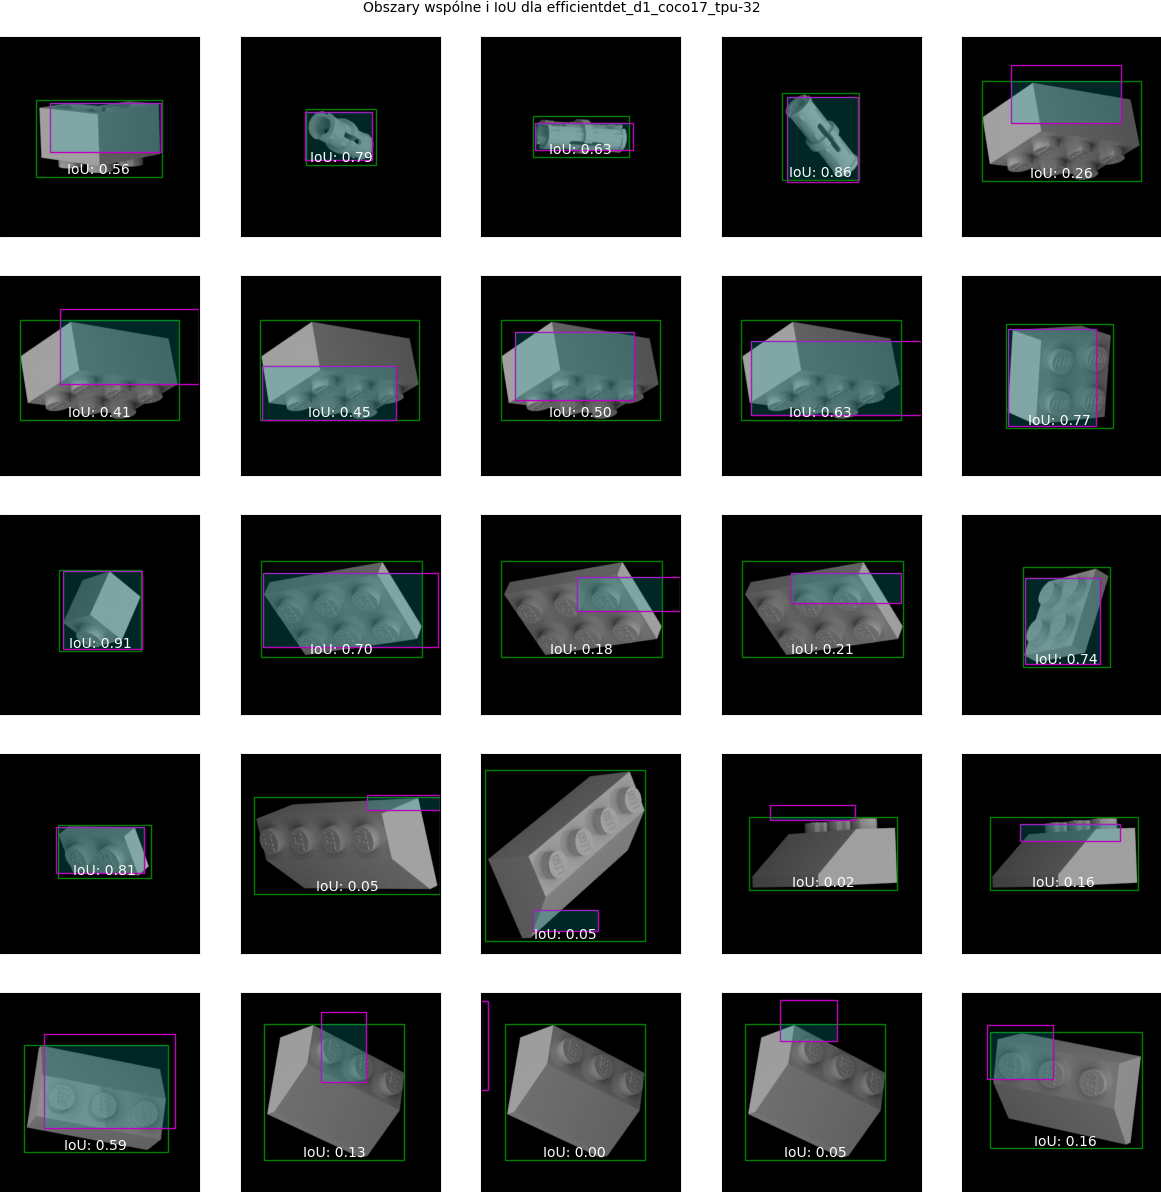 Obszary wspólne i IoU dla efficientdet_d1_coco17_tpu-32
IoU: 0.56
IoU: 0.79
IoU: 0.63
IoU: 0.86
IoU: 0.26
IoU: 0.41
IoU: 0.45
IoU: 0.50
IoU: 0.63
IoU: 0.77
IoU: 0.91
IoU: 0.70
IoU: 0.18
IoU: 0.21
IoU: 0.74
IoU: 0.81
IoU: 0.05
IoU: 0.05
IoU: 0.02
IoU: 0.16
IoU: 0.59
IoU: 0.13
IoU: 0.00
IoU: 0.05
IoU: 0.16